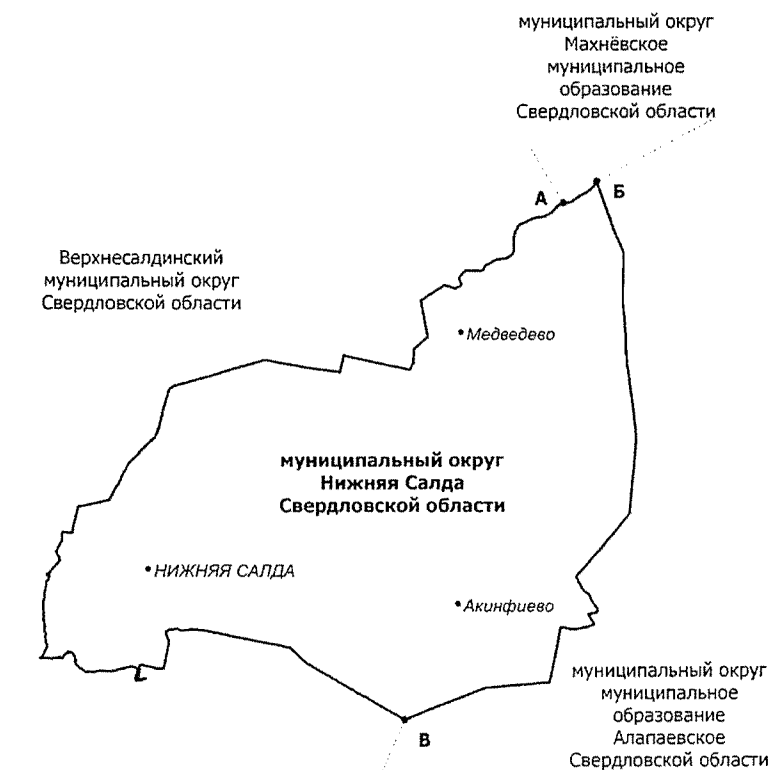 муниципальный округ
Махнёвское
муниципальное
образование
Свердловской области
А
Б
Верхнесалдинский
муниципальный округ
Свердловской области
Медведево
муниципальный округ
Нижняя Салда
Свердловской области
НИЖНЯЯ САЛДА
Акинфиево
муниципальный округ
муниципальное
образование
Алапаевское
Свердловской области
В